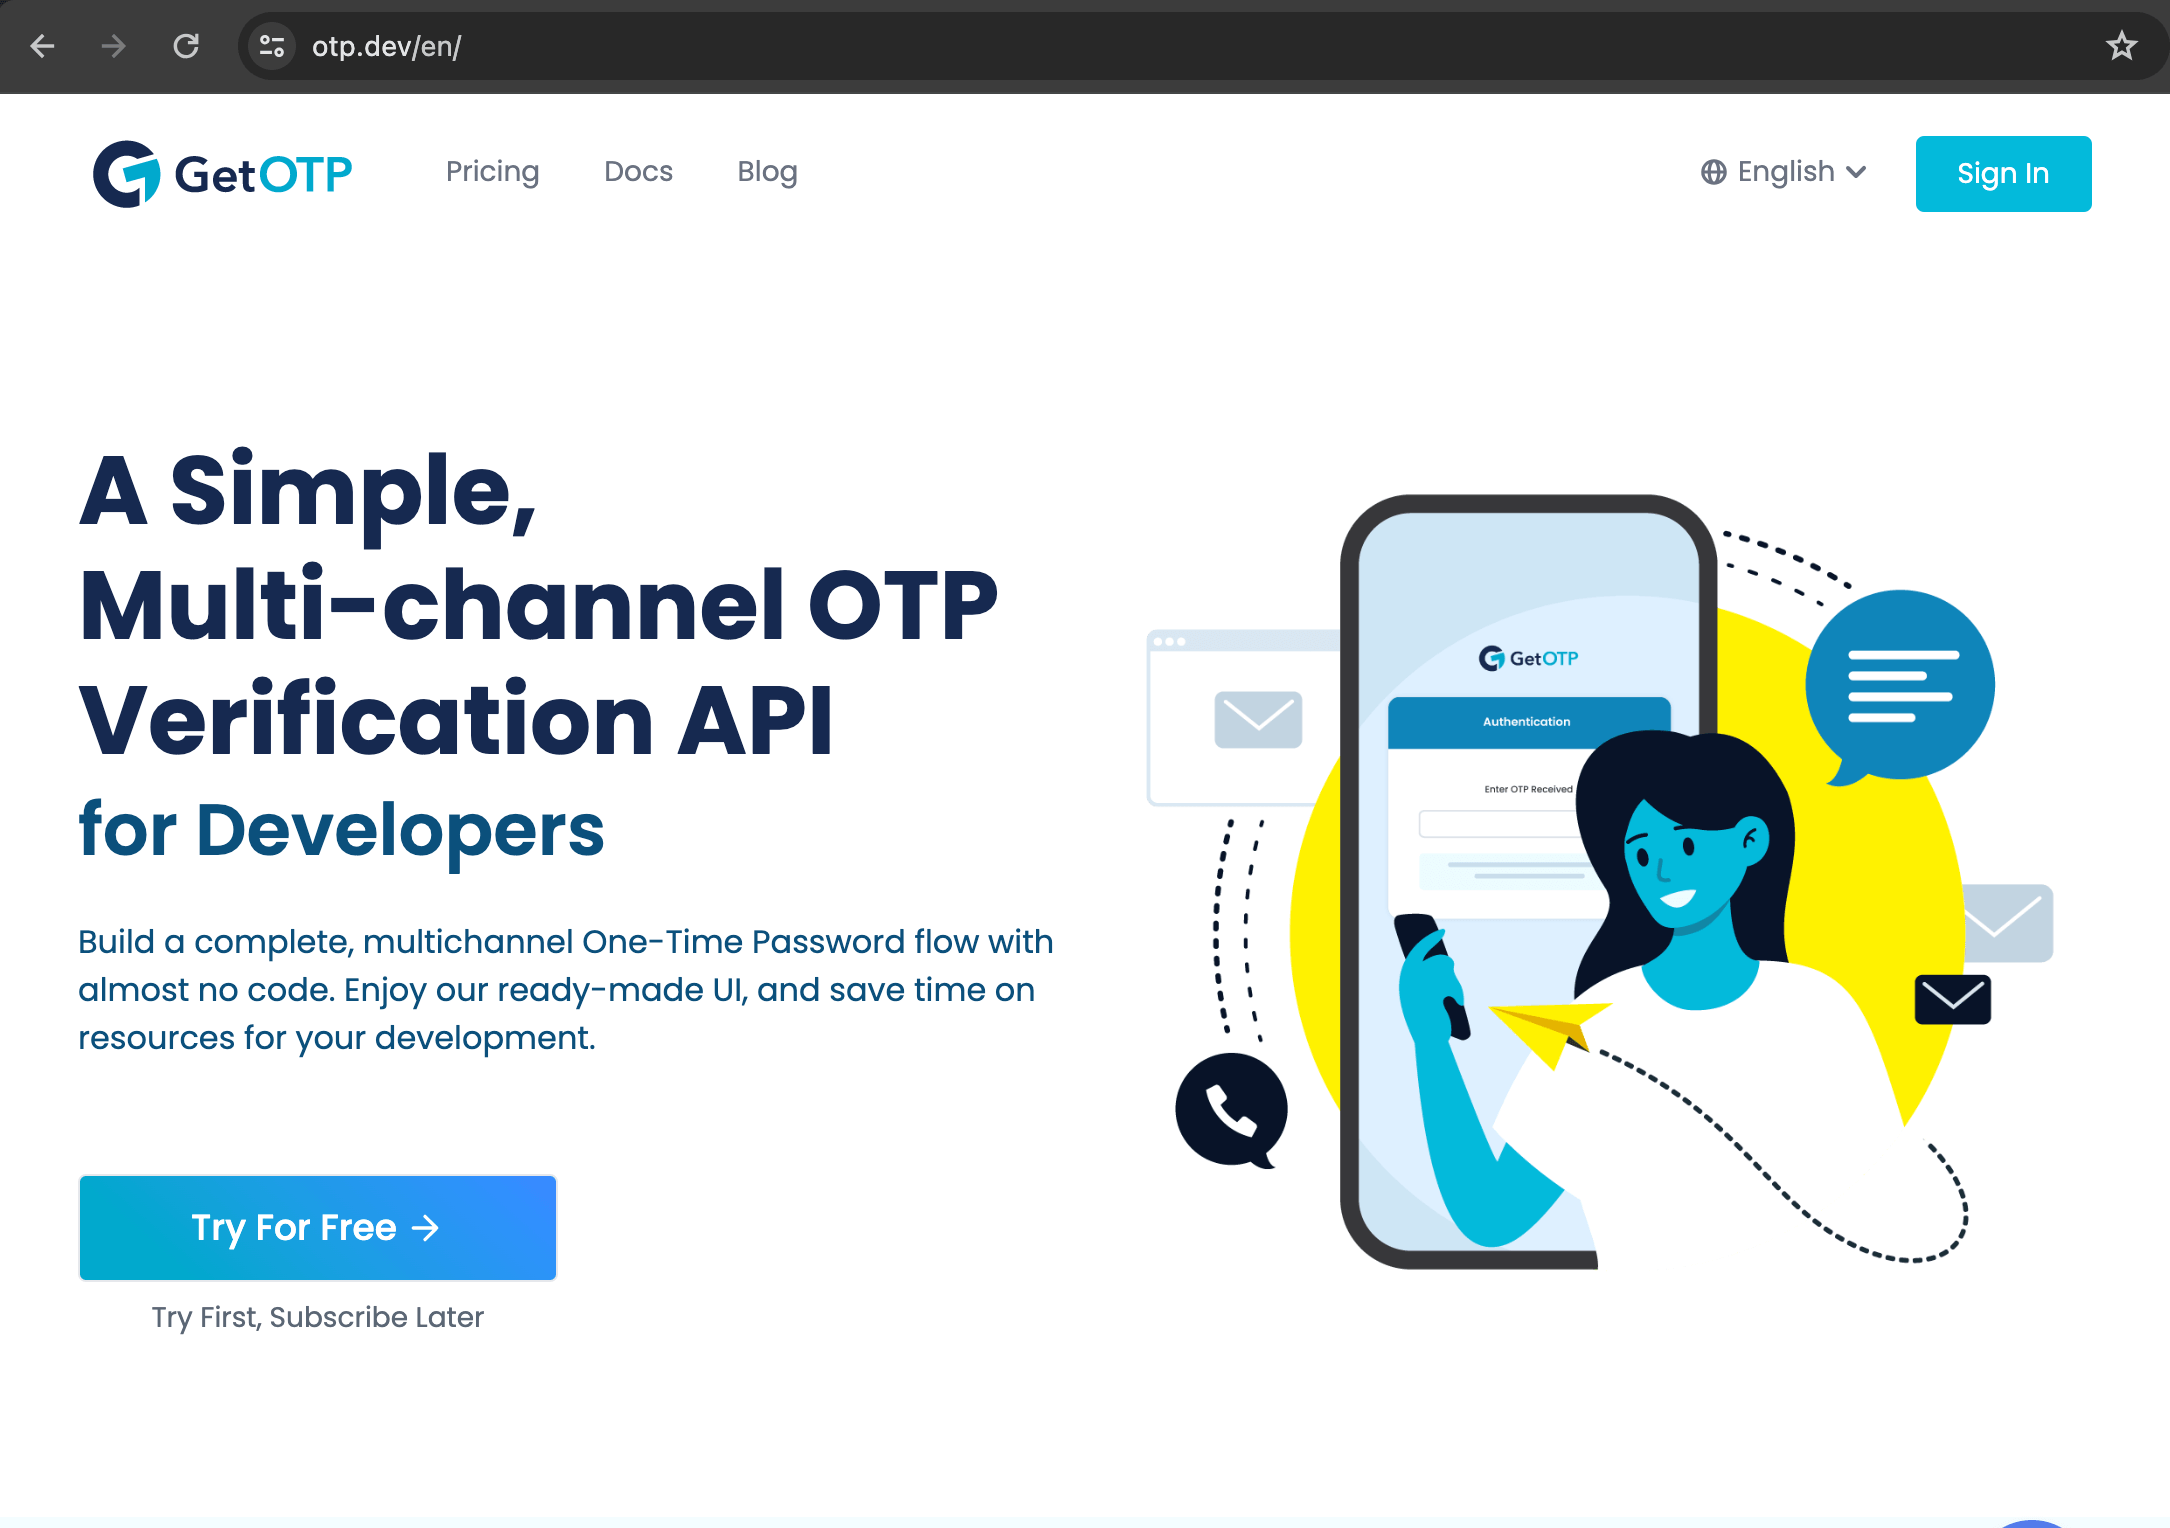 otp.dev/en/
GetOTP
Pricing
Docs
Blog
English
Sign In
A Simple,
Multi-channel OTP
Verification API
for Developers
Build a complete, multichannel One-Time Password flow with
almost no code. Enjoy our ready-made UI, and save time on
resources for your development.
Try For Free →
Try First, Subscribe Later
GetOTP
Authentication
Enter OTP Received